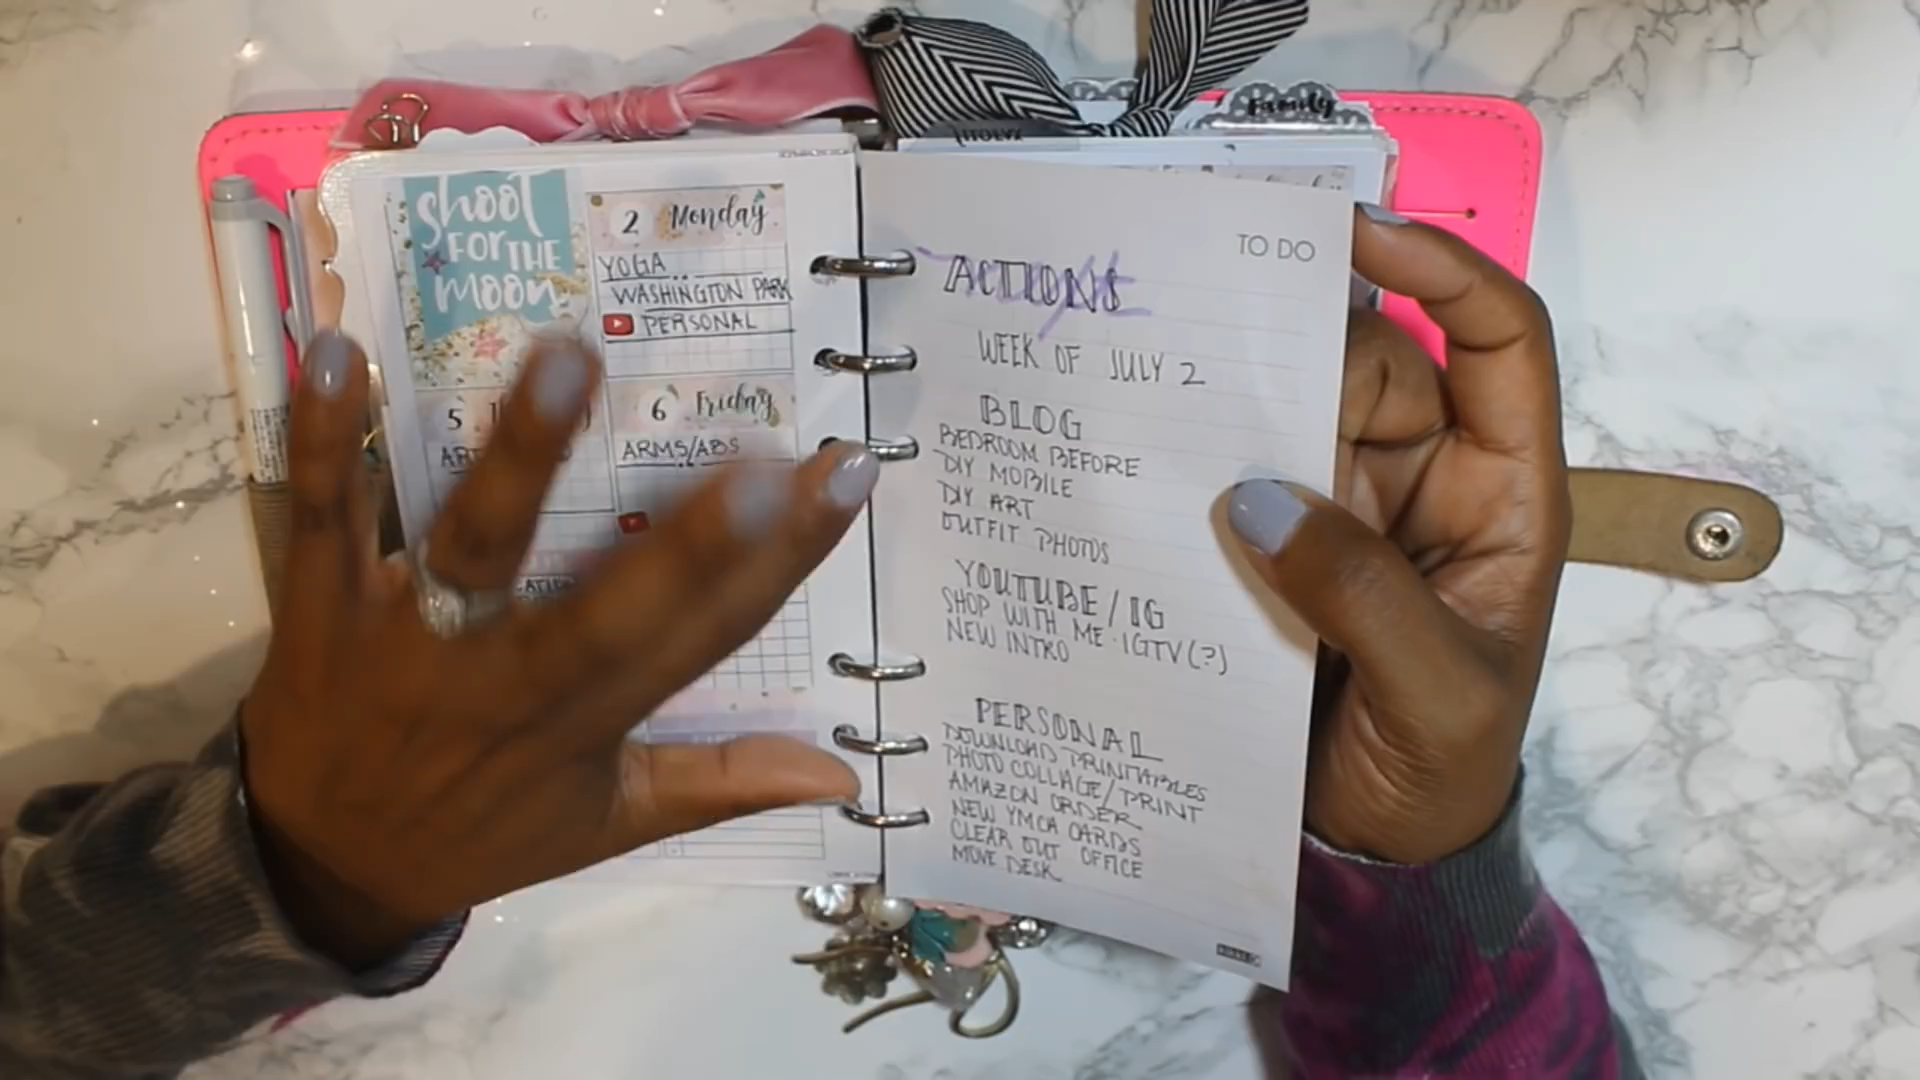 Family
shoot
FOR THE
moon
2 Monday
YOGA
WASHINGTON PARK
PERSONAL
5
6 Friday
ARMS/ABS
TO DO
ACTIONS
WEEK OF JULY 2
BLOG
BEDROOM BEFORE
DIY MOBILE
DIY ART
OUTFIT PHOTOS
YOUTUBE/IG
SHOP WITH ME · IGTV(?)
NEW INTRO
PERSONAL
DOWNLOAD PRINTABLES
PHOTO COLLAGE/PRINT
AMAZON ORDER
NEW YMCA CARDS
CLEAR OUT OFFICE
MOVE DESK